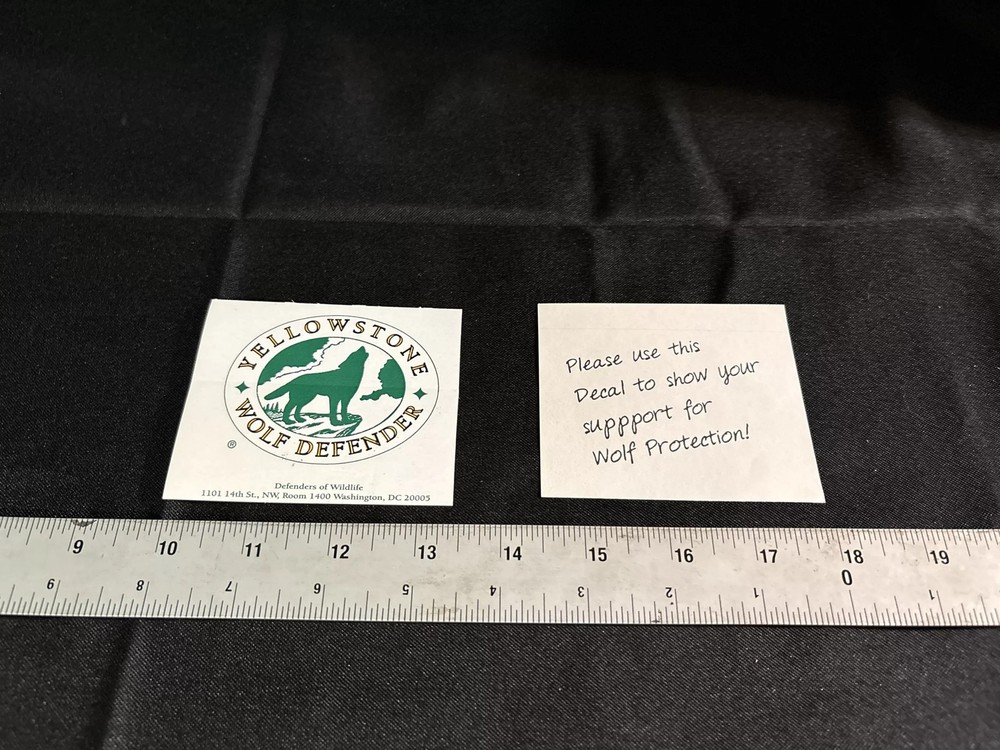 YELLOWSTONE
WOLF DEFENDER
®
Defenders of Wildlife
1101 14th St., NW, Room 1400 Washington, DC 20005
Please use this
Decal to show your
suppport for
Wolf Protection!
9 10 11 12 13 14 15 16 17 18 19
9 8 7 6 5 4 3 2 1 0 1